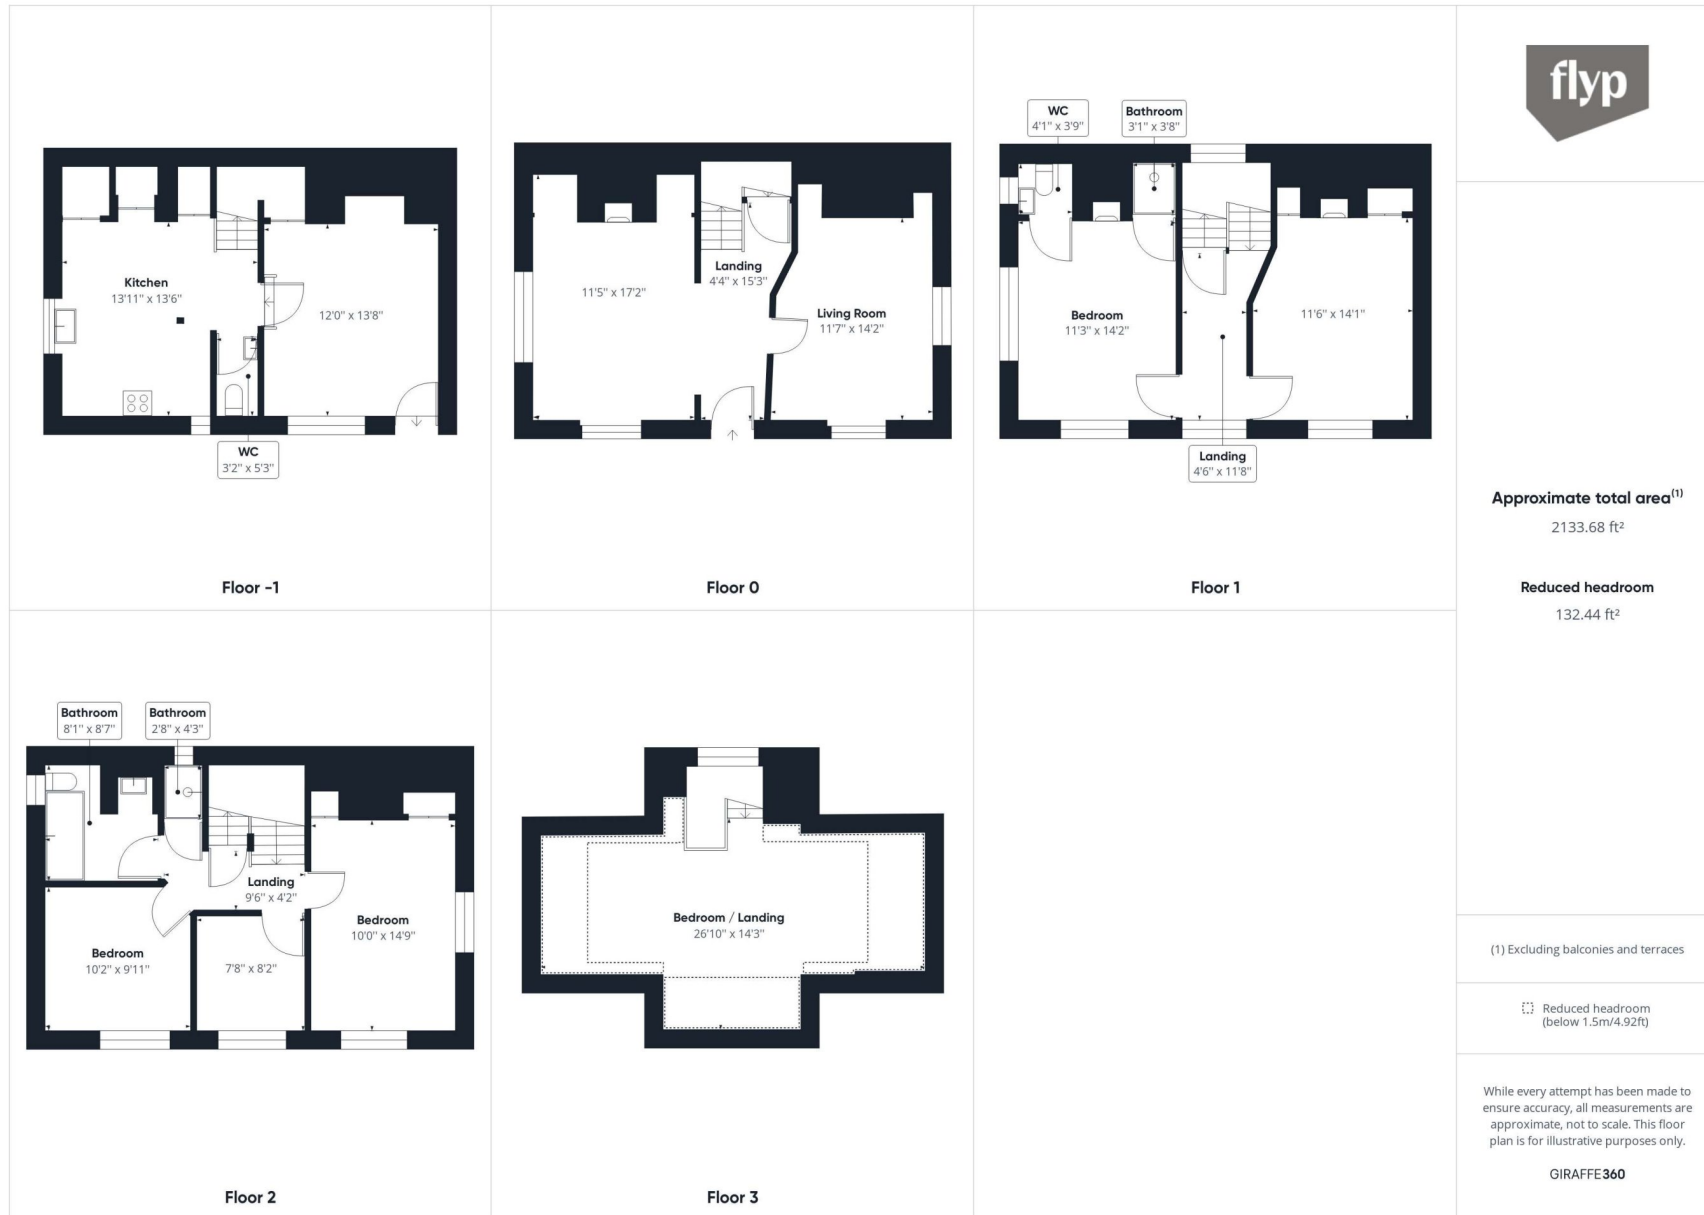 Kitchen
13'11" x 13'6"
12'0" x 13'8"
WC
3'2" x 5'3"
Floor -1
11'5" x 17'2"
Landing
4'4" x 15'3"
Living Room
11'7" x 14'2"
Floor 0
WC
4'1" x 3'9"
Bathroom
3'1" x 3'8"
Bedroom
11'3" x 14'2"
11'6" x 14'1"
Landing
4'6" x 11'8"
Floor 1
Bathroom
8'1" x 8'7"
Bathroom
2'8" x 4'3"
Landing
9'6" x 4'2"
Bedroom
10'0" x 14'9"
Bedroom
10'2" x 9'11"
7'8" x 8'2"
Floor 2
Bedroom / Landing
26'10" x 14'3"
Floor 3
flyp
Approximate total area(1)
2133.68 ft²
Reduced headroom
132.44 ft²
(1) Excluding balconies and terraces
Reduced headroom
(below 1.5m/4.92ft)
While every attempt has been made to
ensure accuracy, all measurements are
approximate, not to scale. This floor
plan is for illustrative purposes only.
GIRAFFE360